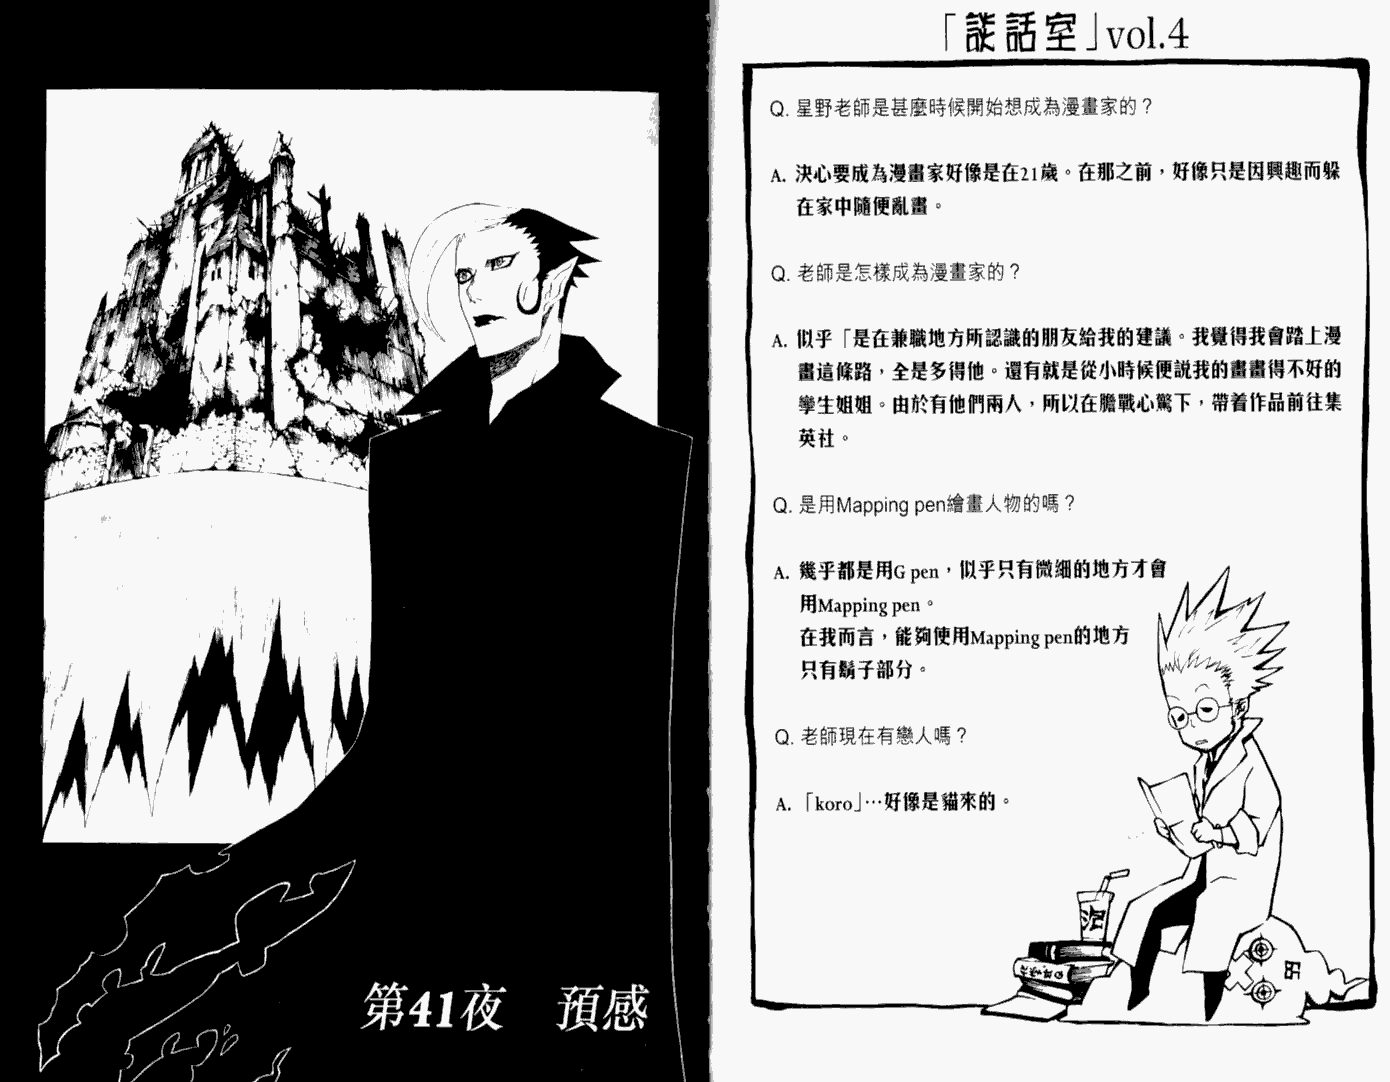 「談話室」vol.4
Q. 星野老師是甚麼時候開始想成為漫畫家的？
A. 決心要成為漫畫家好像是在21歲。在那之前，好像只是因興趣而躲
在家中隨便亂畫。
Q. 老師是怎樣成為漫畫家的？
A. 似乎「是在兼職地方所認識的朋友給我的建議。我覺得我會踏上漫
畫這條路，全是多得他。還有就是從小時候便說我的畫畫得不好的
孿生姐姐。由於有他們兩人，所以在膽戰心驚下，帶着作品前往集
英社。
Q. 是用Mapping pen繪畫人物的嗎？
A. 幾乎都是用G pen，似乎只有微細的地方才會
用Mapping pen。
在我而言，能夠使用Mapping pen的地方
只有鬍子部分。
Q. 老師現在有戀人嗎？
A.「koro」…好像是貓來的。
第41夜　預感